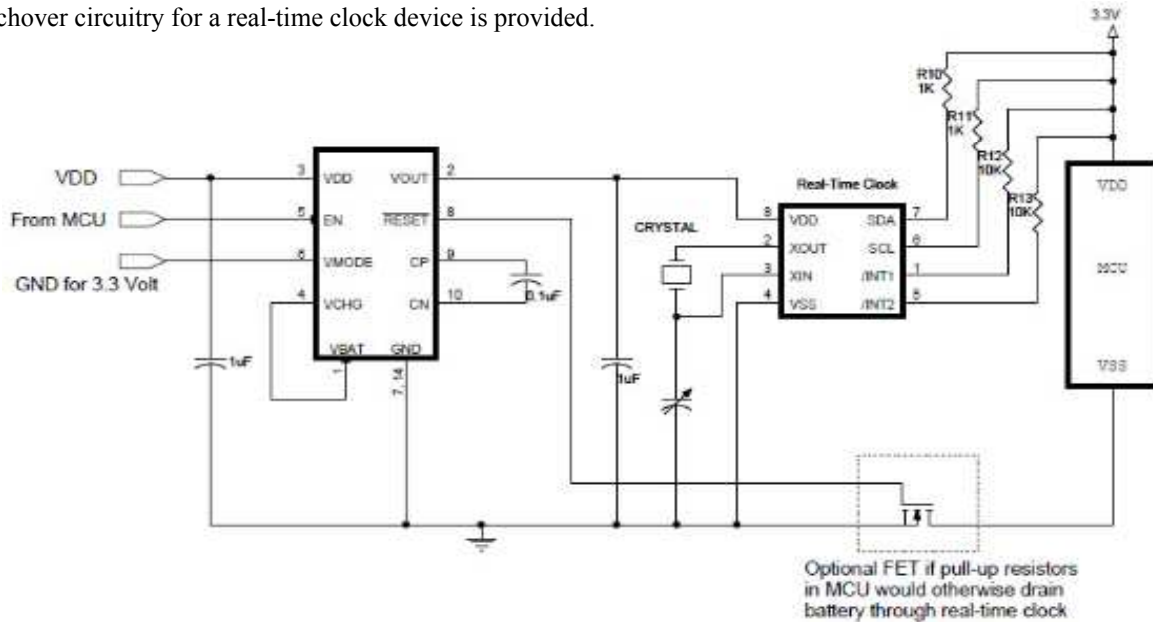 chover circuitry for a real-time clock device is provided.
3.3V
R10
1K
R11
1K
R12
10K
R13
10K
VDD
From MCU
GND for 3.3 Volt
3
5
6
4
VDD
EN
VMODE
VCHG
VBAT
GND
VOUT
RESET
CP
CN
2
8
9
10
1
7, 14
0.1uF
1uF
1uF
CRYSTAL
Real-Time Clock
8
2
3
4
VDD
XOUT
XIN
VSS
SDA
SCL
/INT1
/INT2
7
6
1
5
VDD
MCU
VSS
Optional FET if pull-up resistors
in MCU would otherwise drain
battery through real-time clock